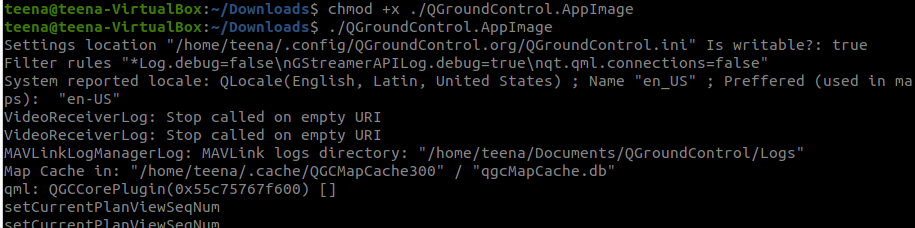 teena@teena-VirtualBox:~/Downloads$ chmod +x ./QGroundControl.AppImage
teena@teena-VirtualBox:~/Downloads$ ./QGroundControl.AppImage
Settings location "/home/teena/.config/QGroundControl.org/QGroundControl.ini" Is writable?: true
Filter rules "*Log.debug=false\nGStreamerAPILog.debug=true\nqt.qml.connections=false"
System reported locale: QLocale(English, Latin, United States) ; Name "en_US" ; Preffered (used in ma
ps):  "en-US"
VideoReceiverLog: Stop called on empty URI
VideoReceiverLog: Stop called on empty URI
MAVLinkLogManagerLog: MAVLink logs directory: "/home/teena/Documents/QGroundControl/Logs"
Map Cache in: "/home/teena/.cache/QGCMapCache300" / "qgcMapCache.db"
qml: QGCCorePlugin(0x55c75767f600) []
setCurrentPlanViewSeqNum
setCurrentPlanViewSeqNum